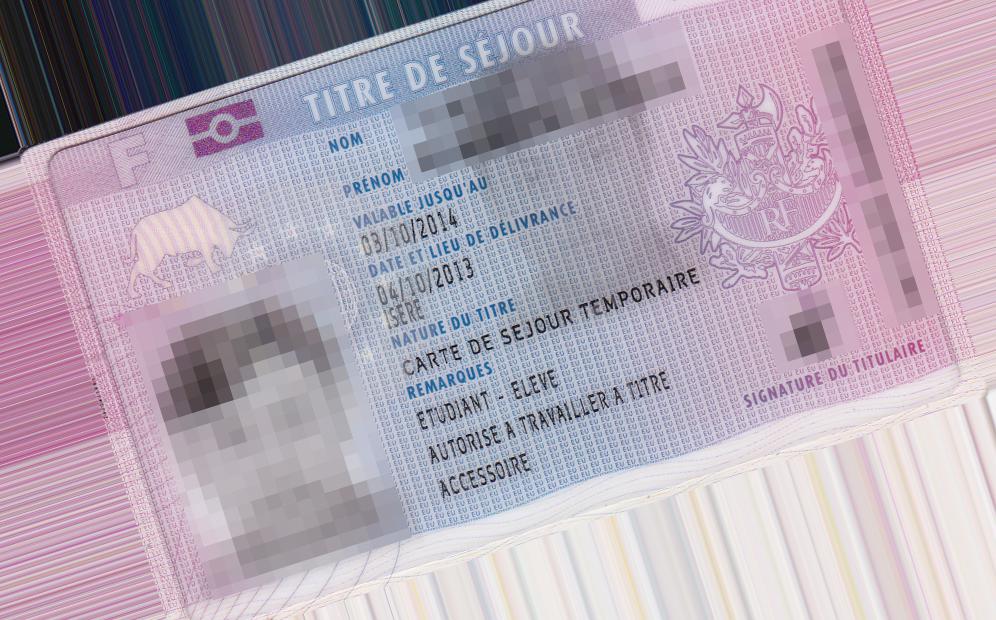 TITRE DE SÉJOUR
F
NOM
PRÉNOM
VALABLE JUSQU'AU
03/10/2014
DATE ET LIEU DE DÉLIVRANCE
04/10/2013
ISERE
NATURE DU TITRE
CARTE DE SEJOUR TEMPORAIRE
REMARQUES
ETUDIANT - ELEVE
AUTORISE A TRAVAILLER A TITRE
ACCESSOIRE
RF
SIGNATURE DU TITULAIRE